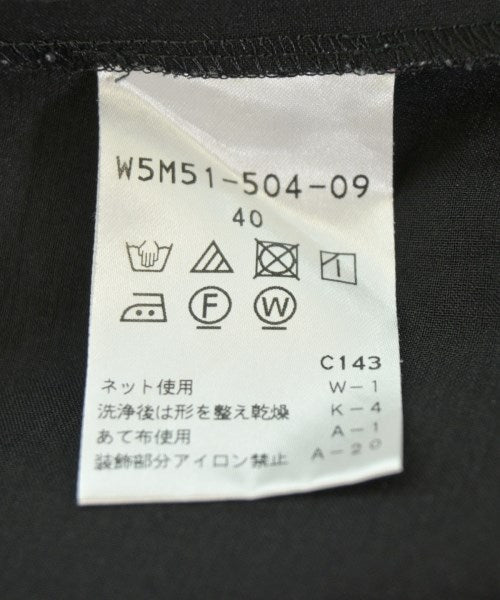 W5M51-504-09
40
F W
C143
ネット使用 W-1
洗浄後は形を整え乾燥 K-4
あて布使用 A-1
装飾部分アイロン禁止 A-20